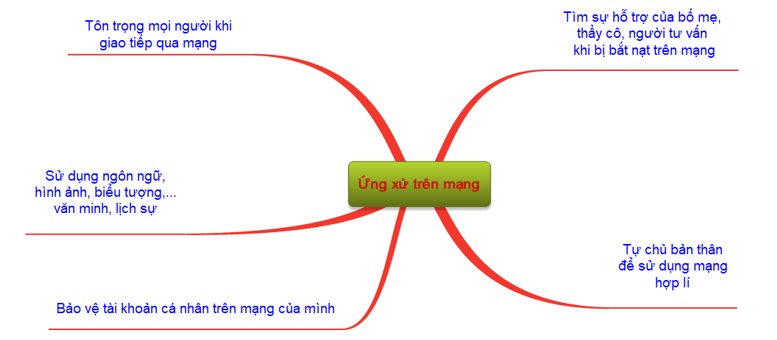 Tôn trọng mọi người khi
giao tiếp qua mạng
Tìm sự hỗ trợ của bố mẹ,
thầy cô, người tư vấn
khi bị bắt nạt trên mạng
Ứng xử trên mạng
Sử dụng ngôn ngữ,
hình ảnh, biểu tượng,...
văn minh, lịch sự
Tự chủ bản thân
để sử dụng mạng
hợp lí
Bảo vệ tài khoản cá nhân trên mạng của mình